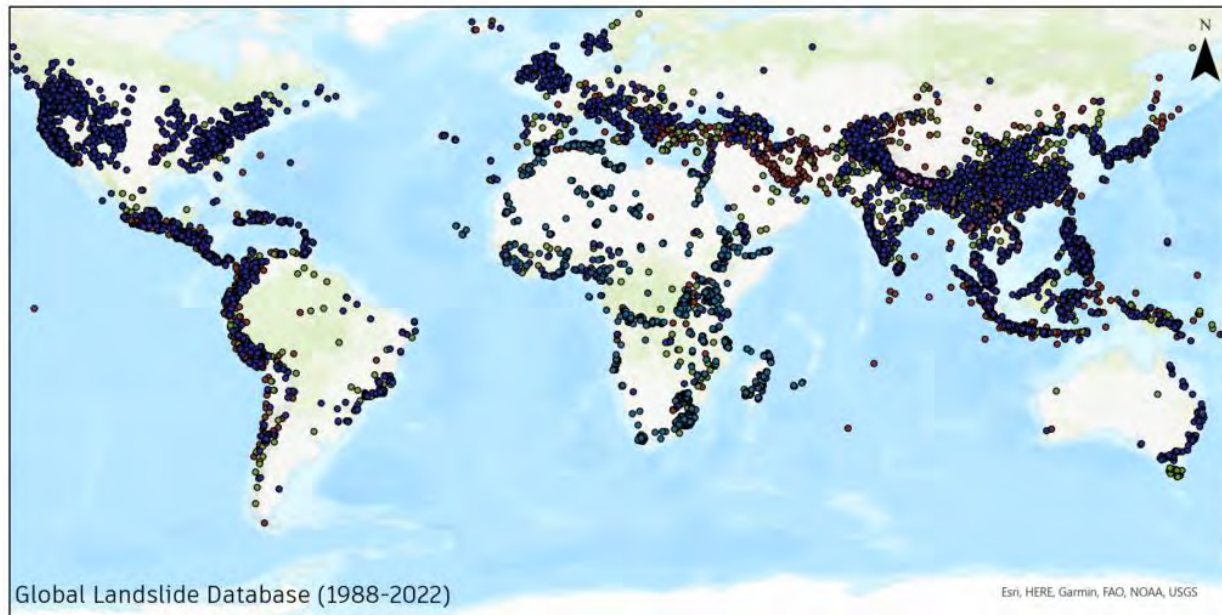 N
Global Landslide Database (1988-2022)
Esri, HERE, Garmin, FAO, NOAA, USGS